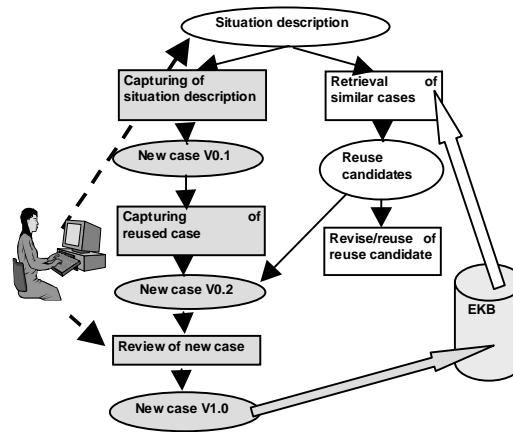 Situation description
Capturing of
situation description
Retrieval of
similar cases
New case V0.1
Reuse
candidates
Capturing of
reused case
Revise/reuse of
reuse candidate
New case V0.2
EKB
Review of new case
New case V1.0